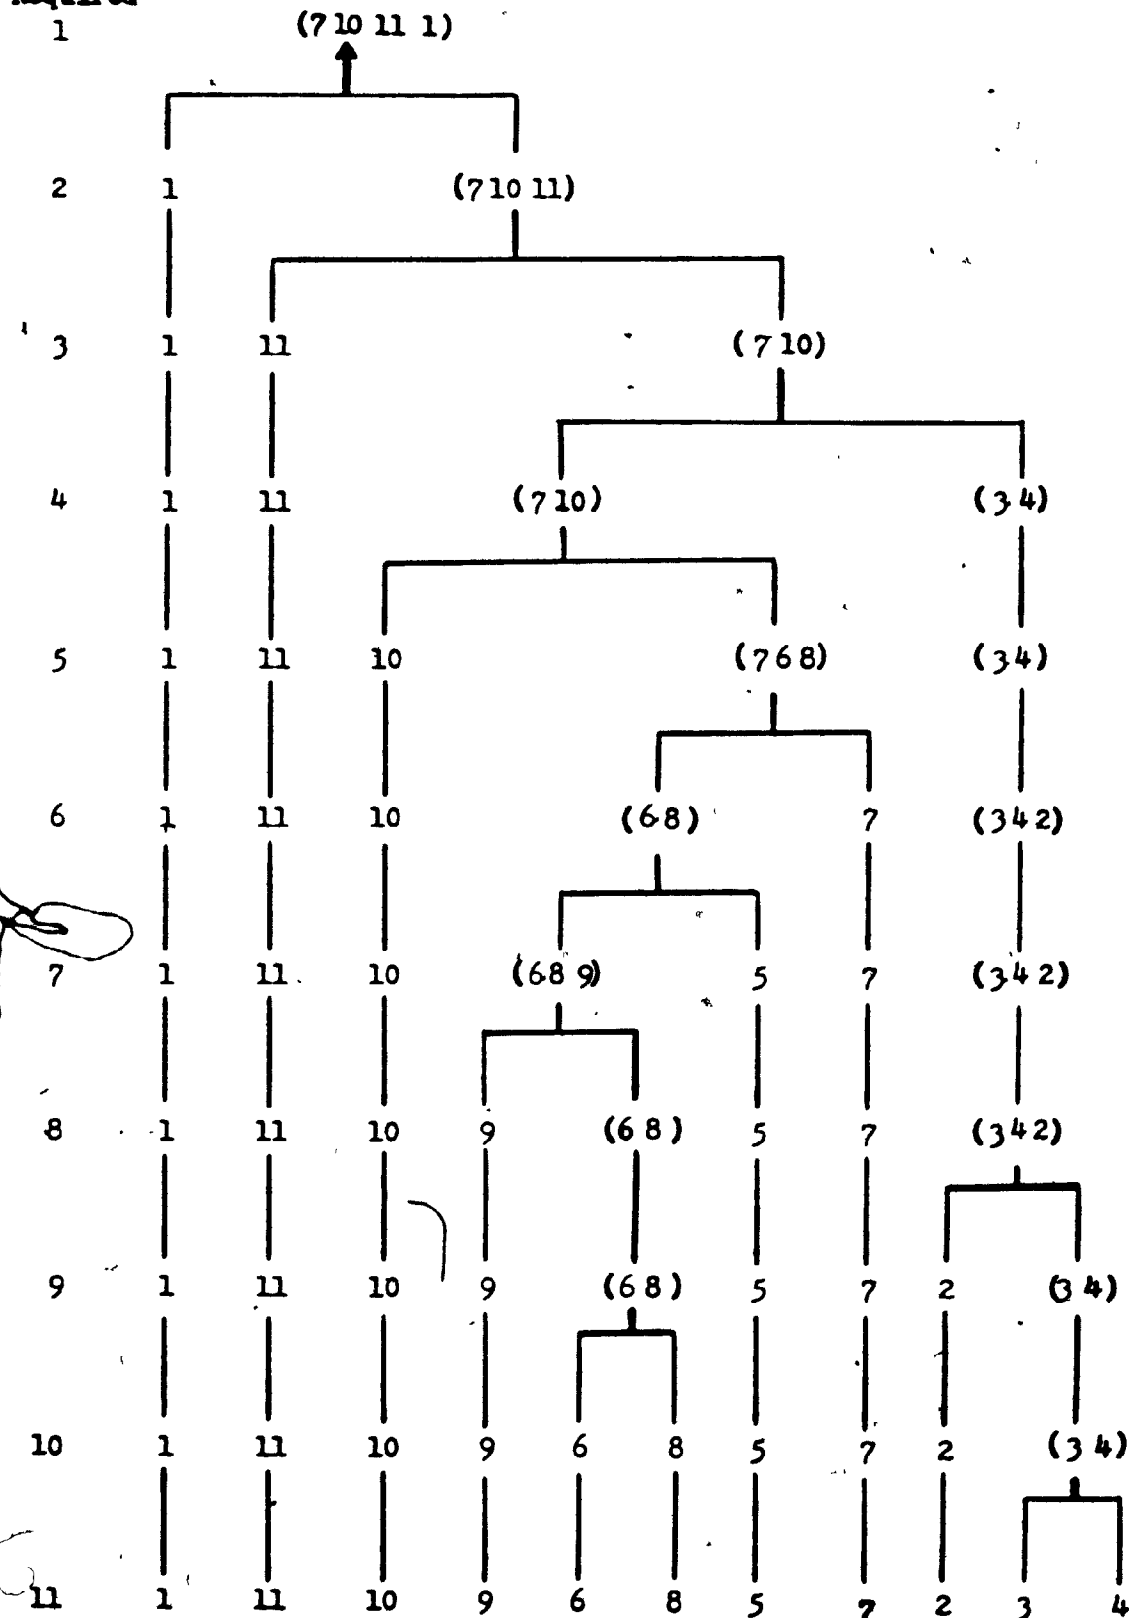 1 (7 10 11 1)
2 1 (7 10 11)
3 1 11 (7 10)
4 1 11 (7 10) (3 4)
5 1 11 10 (7 6 8) (3 4)
6 1 11 10 (6 8) 7 (3 4 2)
7 1 11 10 (6 8 9) 5 7 (3 4 2)
8 1 11 10 9 (6 8) 5 7 (3 4 2)
9 1 11 10 9 (6 8) 5 7 2 (3 4)
10 1 11 10 9 6 8 5 7 2 (3 4)
11 1 11 10 9 6 8 5 7 2 3 4